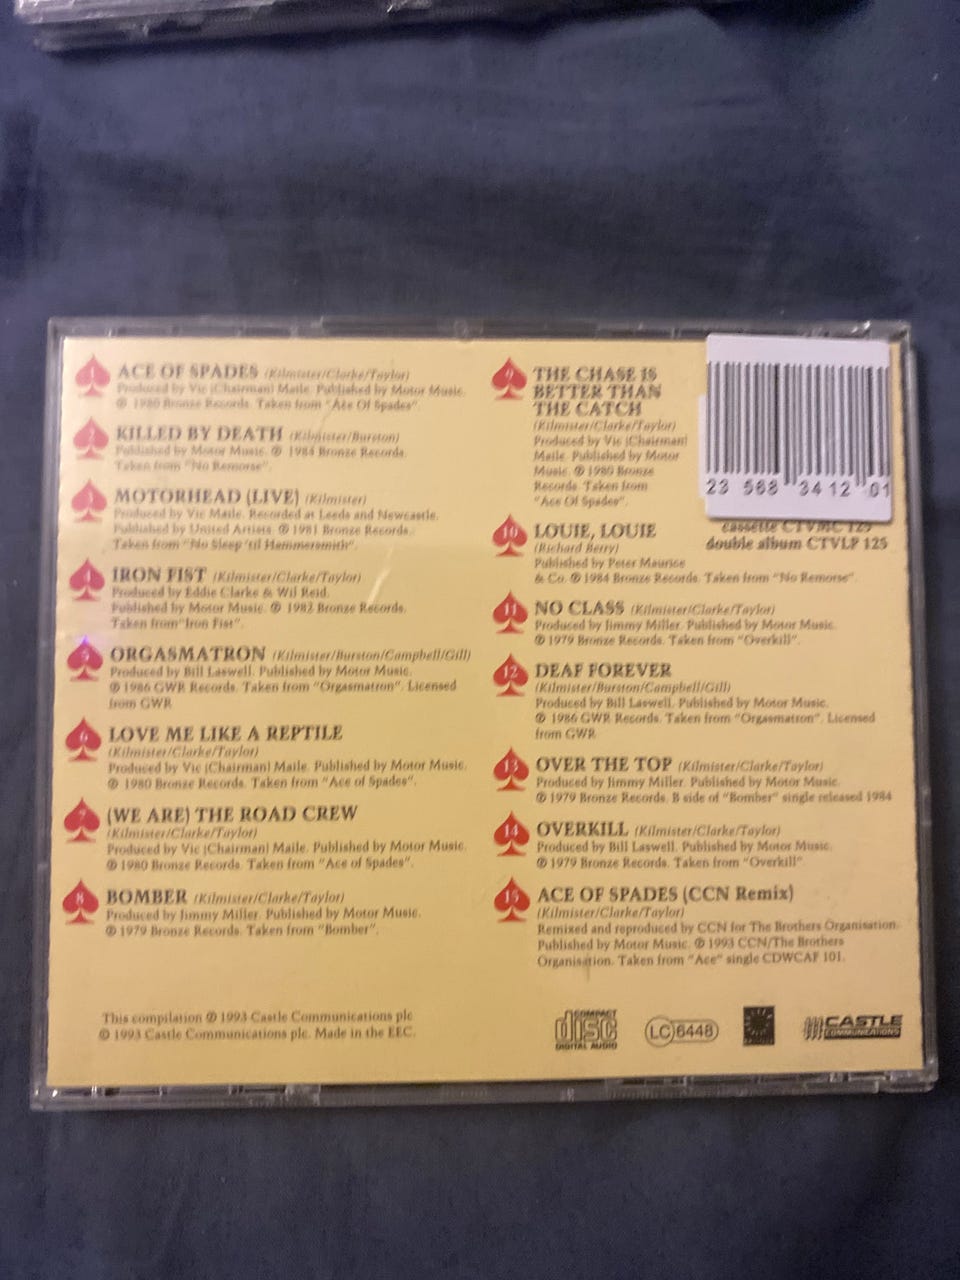 1 ACE OF SPADES (Kilmister/Clarke/Taylor)
Produced by Vic (Chairman) Maile. Published by Motor Music.
℗ 1980 Bronze Records. Taken from "Ace Of Spades".
2 KILLED BY DEATH (Kilmister/Burston)
Published by Motor Music. ℗ 1984 Bronze Records.
Taken from "No Remorse".
3 MOTORHEAD (LIVE) (Kilmister)
Produced by Vic Maile. Recorded at Leeds and Newcastle.
Published by United Artists. ℗ 1981 Bronze Records.
Taken from "No Sleep 'til Hammersmith".
4 IRON FIST (Kilmister/Clarke/Taylor)
Produced by Eddie Clarke & Wil Reid.
Published by Motor Music. ℗ 1982 Bronze Records.
Taken from"Iron Fist".
5 ORGASMATRON (Kilmister/Burston/Campbell/Gill)
Produced by Bill Laswell. Published by Motor Music.
℗ 1986 GWR Records. Taken from "Orgasmatron". Licensed
from GWR
6 LOVE ME LIKE A REPTILE
(Kilmister/Clarke/Taylor)
Produced by Vic (Chairman) Maile. Published by Motor Music.
℗ 1980 Bronze Records. Taken from "Ace of Spades".
7 (WE ARE) THE ROAD CREW
(Kilmister/Clarke/Taylor)
Produced by Vic (Chairman) Maile. Published by Motor Music.
℗ 1980 Bronze Records. Taken from "Ace of Spades".
8 BOMBER (Kilmister/Clarke/Taylor)
Produced by Jimmy Miller. Published by Motor Music.
℗ 1979 Bronze Records. Taken from "Bomber".
9 THE CHASE IS
BETTER THAN
THE CATCH
(Kilmister/Clarke/Taylor)
Produced by Vic (Chairman)
Maile. Published by Motor
Music. ℗ 1980 Bronze
Records. Taken from
"Ace Of Spades".
23 568 34 12 01
cassette CTVMC 125
double album CTVLP 125
10 LOUIE, LOUIE
(Richard Berry)
Published by Peter Maurice
& Co. ℗ 1984 Bronze Records. Taken from "No Remorse".
11 NO CLASS (Kilmister/Clarke/Taylor)
Produced by Jimmy Miller. Published by Motor Music.
℗ 1979 Bronze Records. Taken from "Overkill".
12 DEAF FOREVER
(Kilmister/Burston/Campbell/Gill)
Produced by Bill Laswell. Published by Motor Music.
℗ 1986 GWR Records. Taken from "Orgasmatron". Licensed
from GWR
13 OVER THE TOP (Kilmister/Clarke/Taylor)
Produced by Jimmy Miller. Published by Motor Music.
℗ 1979 Bronze Records. B side of "Bomber" single released 1984
14 OVERKILL (Kilmister/Clarke/Taylor)
Produced by Bill Laswell. Published by Motor Music.
℗ 1979 Bronze Records. Taken from "Overkill"
15 ACE OF SPADES (CCN Remix)
(Kilmister/Clarke/Taylor)
Remixed and reproduced by CCN for The Brothers Organisation.
Published by Motor Music. ℗ 1993 CCN/The Brothers
Organisation. Taken from "Ace" single CDWCAF 101.
This compilation ℗ 1993 Castle Communications plc
© 1993 Castle Communications plc. Made in the EEC.
COMPACT
disc
DIGITAL AUDIO
LC 6448
CASTLE
COMMUNICATIONS